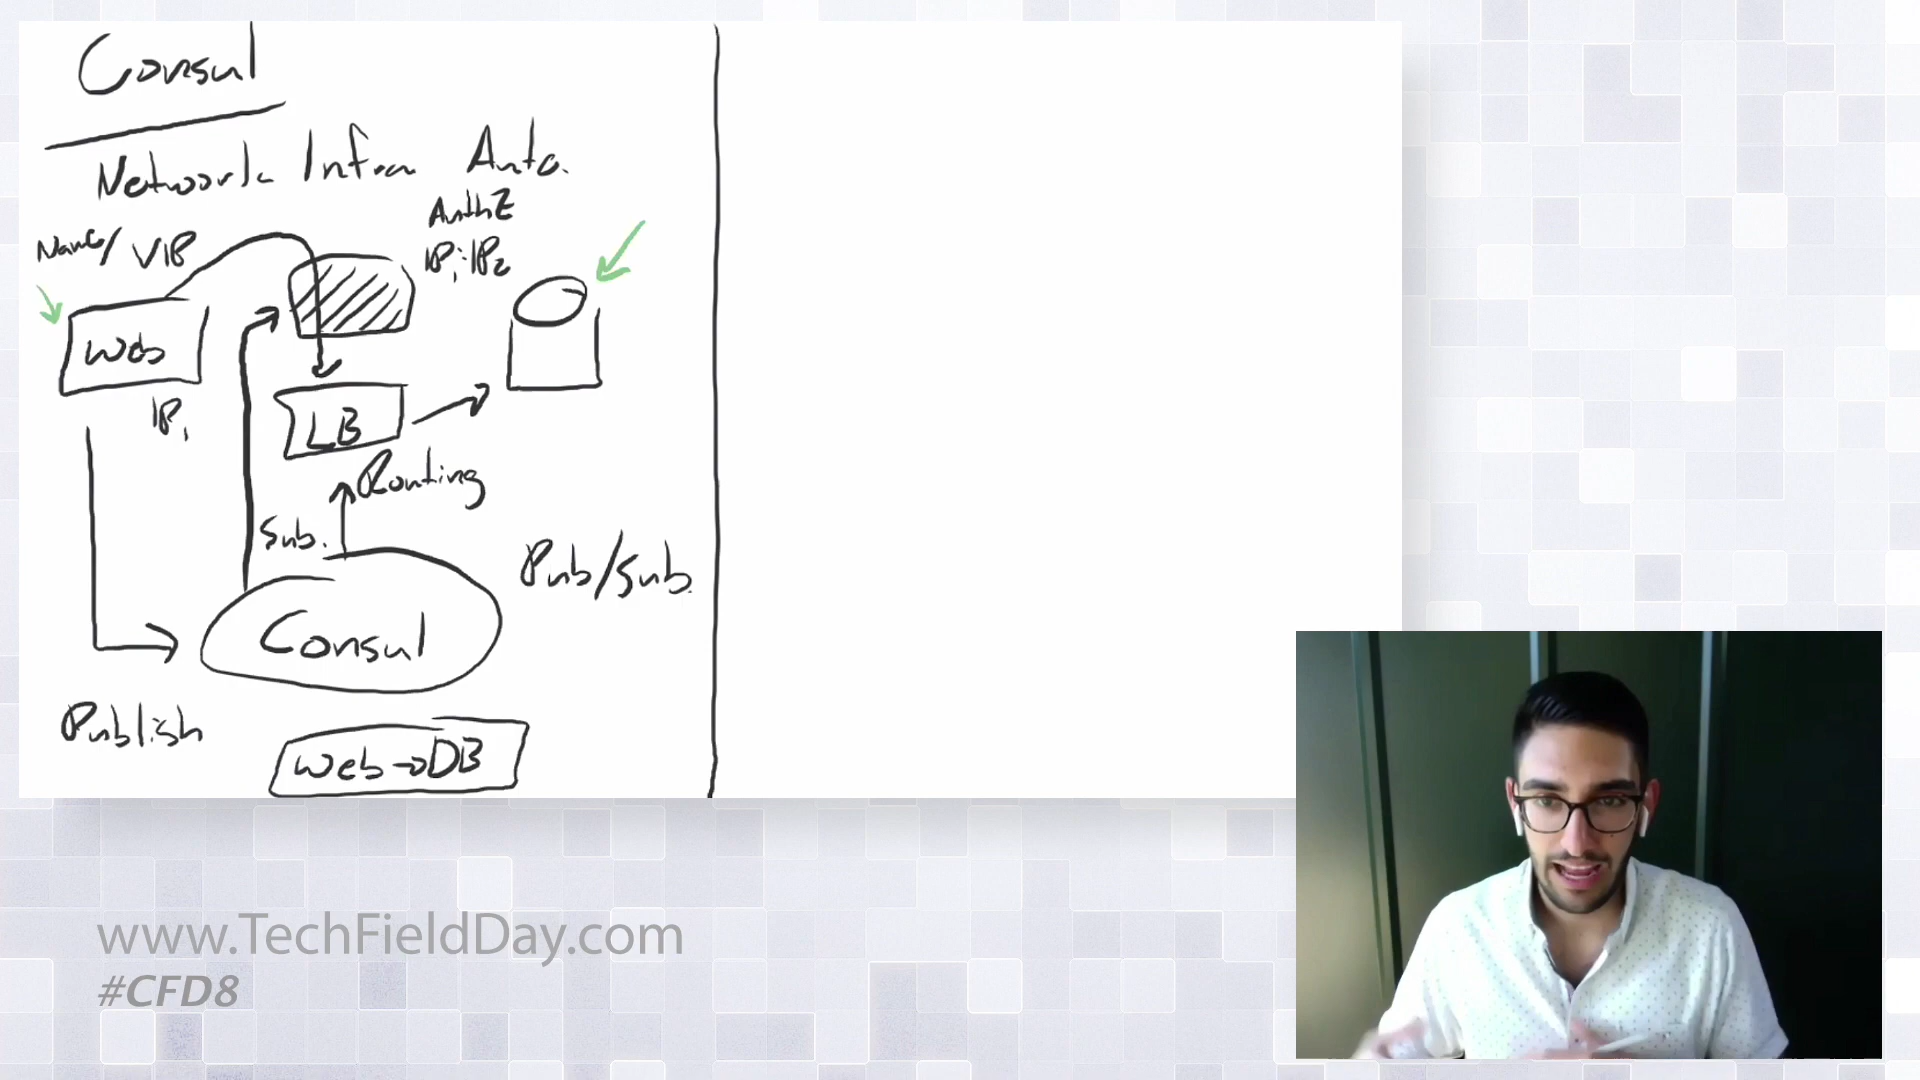 Consul
Network Infra Auto.
AuthZ
IP₁:IP₂
Name/ VIP
Web
IP₁
LB
Routing
Sub.
Pub/Sub.
Consul
Publish
Web→DB
www.TechFieldDay.com
#CFD8